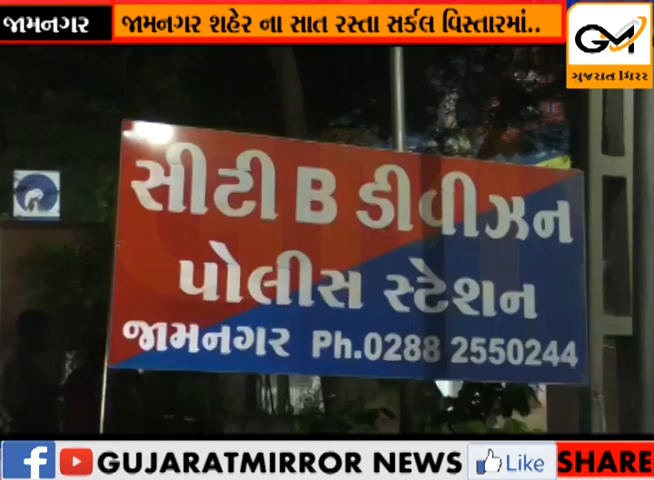 જામનગર
જામનગર શહેર ના સાત રસ્તા સર્કલ વિસ્તારમાં..
GM
ગુજરાત મિરર
સીટી B ડીવીઝન
પોલીસ સ્ટેશન
જામનગર Ph.0288 2550244
GUJARATMIRROR NEWS Like SHARE